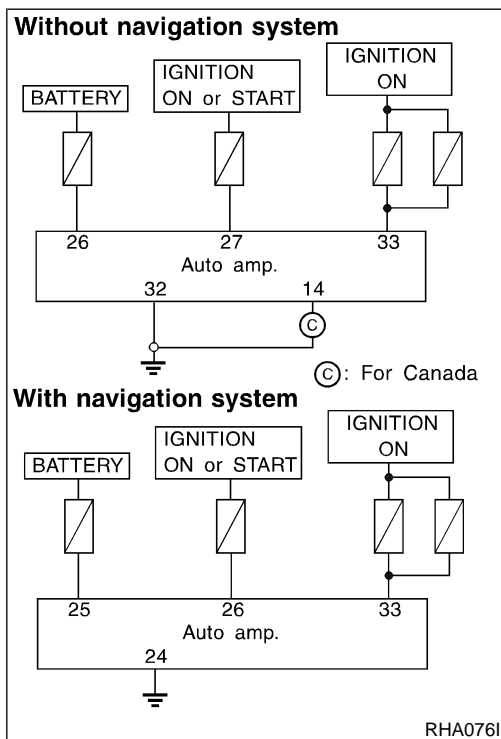 Without navigation system
BATTERY
IGNITION
ON or START
IGNITION
ON
26 27 33
Auto amp.
32 14
C
C : For Canada
With navigation system
BATTERY
IGNITION
ON or START
IGNITION
ON
25 26 33
Auto amp.
24
RHA076I